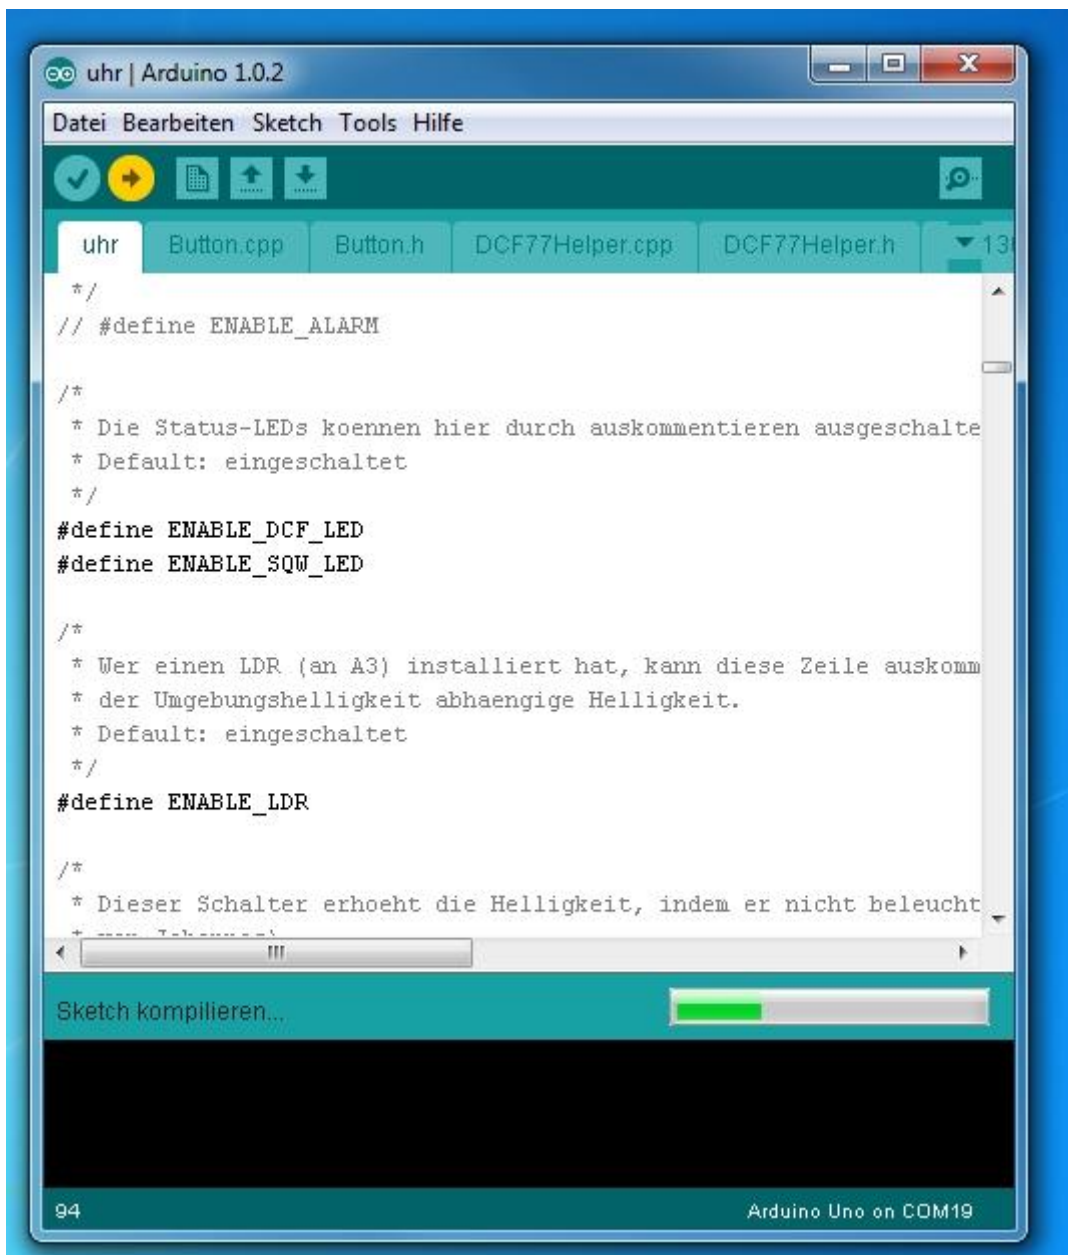 uhr | Arduino 1.0.2
Datei Bearbeiten Sketch Tools Hilfe
uhr Button.cpp Button.h DCF77Helper.cpp DCF77Helper.h
*/
// #define ENABLE_ALARM
/*
* Die Status-LEDs koennen hier durch auskommentieren ausgeschalte
* Default: eingeschaltet
*/
#define ENABLE_DCF_LED
#define ENABLE_SQW_LED
/*
* Wer einen LDR (an A3) installiert hat, kann diese Zeile auskomm
* der Umgebungshelligkeit abhaengige Helligkeit.
* Default: eingeschaltet
*/
#define ENABLE_LDR
/*
* Dieser Schalter erhoeht die Helligkeit, indem er nicht beleucht
Sketch kompilieren...
94 Arduino Uno on COM19